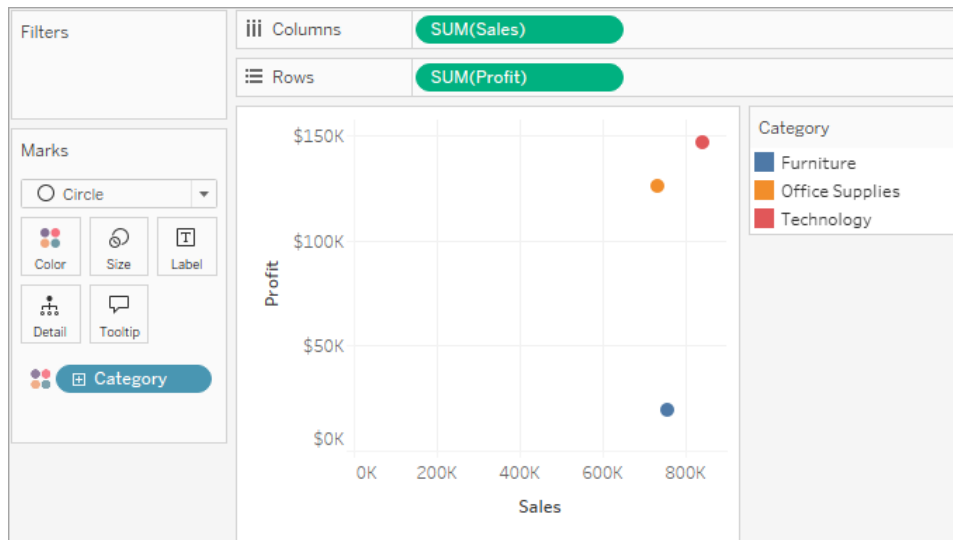 Filters
Columns SUM(Sales)
Rows SUM(Profit)
Marks
Circle
Color Size Label
Detail Tooltip
Category
Profit
$150K
$100K
$50K
$0K
0K 200K 400K 600K 800K
Sales
Category
Furniture
Office Supplies
Technology